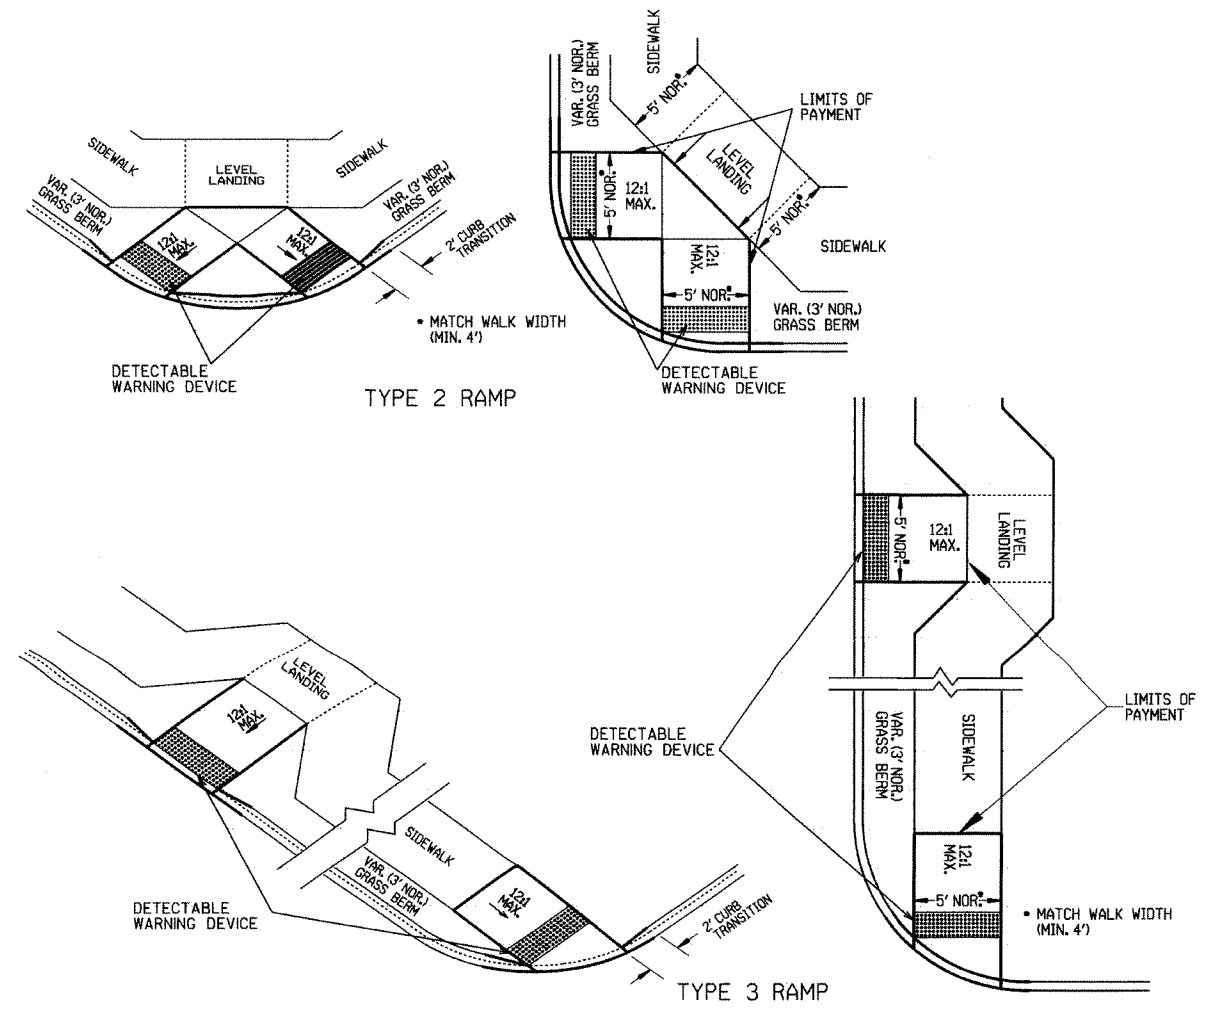 SIDEWALK
LEVEL
LANDING
SIDEWALK
VAR. (3' NOR.)
GRASS BERM
VAR. (3' NOR.)
GRASS BERM
12:1
MAX.
12:1
MAX.
2' CURB
TRANSITION
* MATCH WALK WIDTH
(MIN. 4')
DETECTABLE
WARNING DEVICE
TYPE 2 RAMP
VAR. (3' NOR.)
GRASS BERM
SIDEWALK
5' NOR.*
LIMITS OF
PAYMENT
LEVEL
LANDING
5' NOR.*
12:1
MAX.
5' NOR.*
SIDEWALK
12:1
MAX.
5' NOR.*
VAR. (3' NOR.)
GRASS BERM
DETECTABLE
WARNING DEVICE
5' NOR.*
12:1
MAX.
LEVEL
LANDING
LIMITS OF
PAYMENT
DETECTABLE
WARNING DEVICE
VAR. (3' NOR.)
GRASS BERM
SIDEWALK
12:1
MAX.
5' NOR.*
* MATCH WALK WIDTH
(MIN. 4')
LEVEL
LANDING
12:1
MAX.
SIDEWALK
VAR. (3' NOR.)
GRASS BERM
12:1
MAX.
DETECTABLE
WARNING DEVICE
2' CURB
TRANSITION
TYPE 3 RAMP